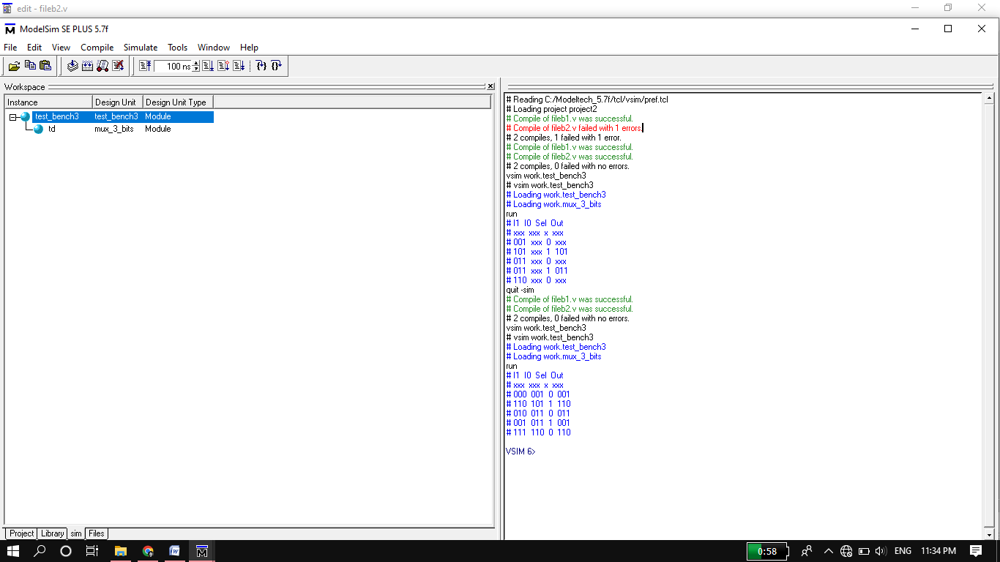 edit - fileb2.v
ModelSim SE PLUS 5.7f
File Edit View Compile Simulate Tools Window Help
100 ns
Workspace
Instance Design Unit Design Unit Type
test_bench3 test_bench3 Module
td mux_3_bits Module
Project Library sim Files
# Reading C:/Modeltech_5.7f/tcl/vsim/pref.tcl
# Loading project project2
# Compile of fileb1.v was successful.
# Compile of fileb2.v failed with 1 errors.
# 2 compiles, 1 failed with 1 error.
# Compile of fileb1.v was successful.
# Compile of fileb2.v was successful.
# 2 compiles, 0 failed with no errors.
vsim work.test_bench3
# vsim work.test_bench3
# Loading work.test_bench3
# Loading work.mux_3_bits
run
# I1 I0 Sel Out
# xxx xxx x xxx
# 001 xxx 0 xxx
# 101 xxx 1 101
# 011 xxx 0 xxx
# 011 xxx 1 011
# 110 xxx 0 xxx
quit -sim
# Compile of fileb1.v was successful.
# Compile of fileb2.v was successful.
# 2 compiles, 0 failed with no errors.
vsim work.test_bench3
# vsim work.test_bench3
# Loading work.test_bench3
# Loading work.mux_3_bits
run
# I1 I0 Sel Out
# xxx xxx x xxx
# 000 001 0 001
# 110 101 1 110
# 010 011 0 011
# 001 011 1 001
# 111 110 0 110
VSIM 6>
0:58 ENG 11:34 PM